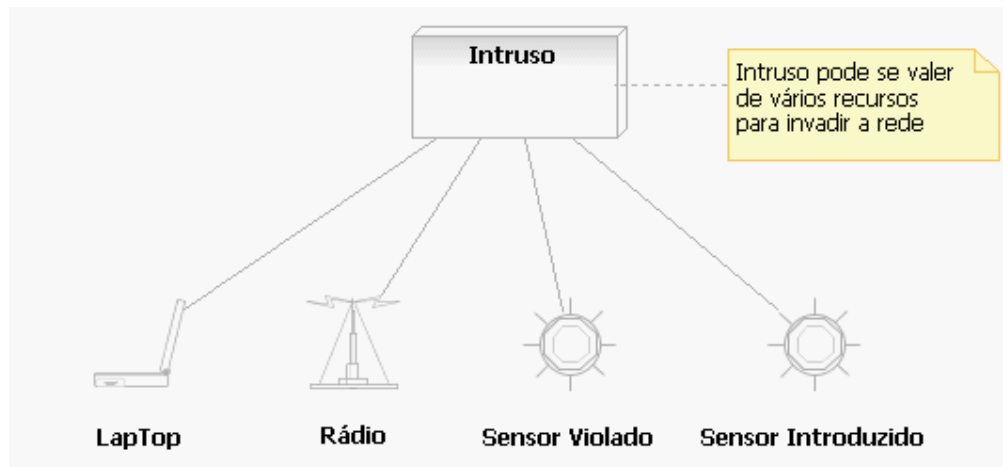 Intruso
Intruso pode se valer
de vários recursos
para invadir a rede
LapTop
Rádio
Sensor Violado
Sensor Introduzido